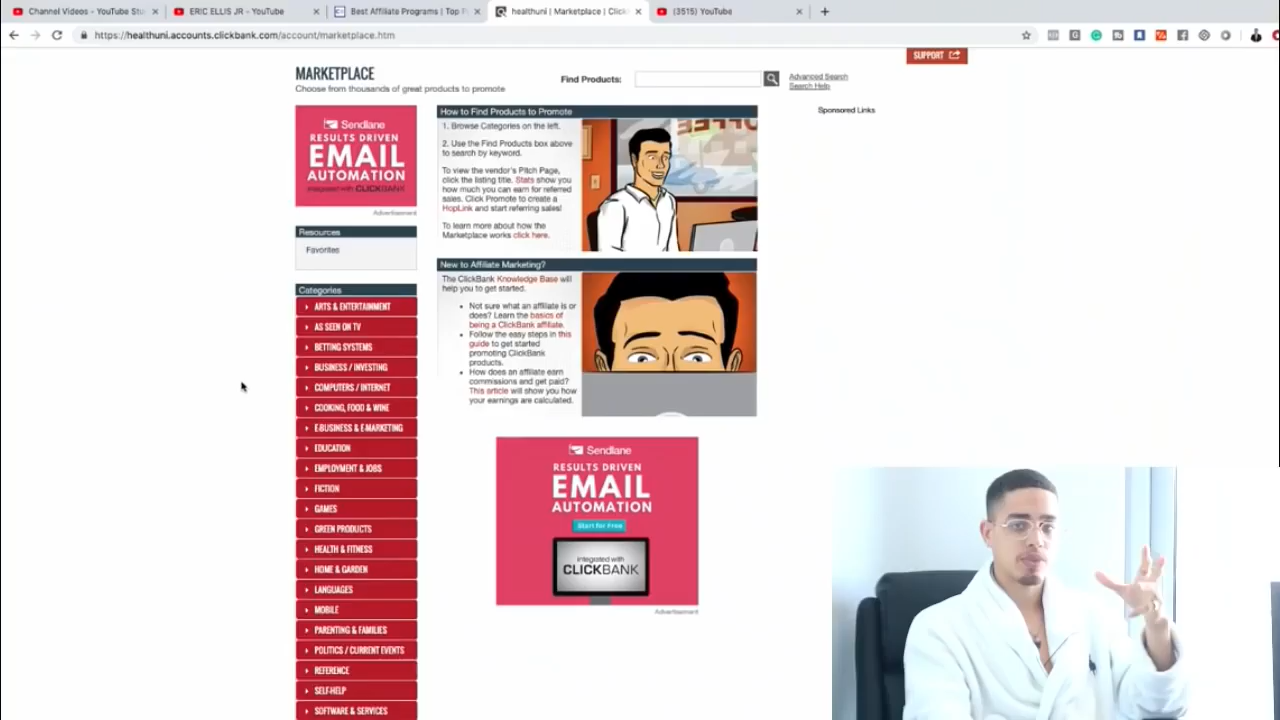 Channel Videos - YouTube Stu
ERIC ELLIS JR - YouTube
Best Affiliate Programs | Top P
healthuni | Marketplace | Click
(3515) YouTube
https://healthuni.accounts.clickbank.com/account/marketplace.htm
SUPPORT
MARKETPLACE
Choose from thousands of great products to promote
Find Products:
Advanced Search
Search Help
Sponsored Links
Sendlane
RESULTS DRIVEN
EMAIL
AUTOMATION
integrated with CLICKBANK
Advertisement
Resources
Favorites
Categories
ARTS & ENTERTAINMENT
AS SEEN ON TV
BETTING SYSTEMS
BUSINESS / INVESTING
COMPUTERS / INTERNET
COOKING, FOOD & WINE
E-BUSINESS & E-MARKETING
EDUCATION
EMPLOYMENT & JOBS
FICTION
GAMES
GREEN PRODUCTS
HEALTH & FITNESS
HOME & GARDEN
LANGUAGES
MOBILE
PARENTING & FAMILIES
POLITICS / CURRENT EVENTS
REFERENCE
SELF-HELP
SOFTWARE & SERVICES
How to Find Products to Promote
1. Browse Categories on the left.
2. Use the Find Products box above
to search by keyword.
To view the vendor's Pitch Page,
click the listing title. Stats show you
how much you can earn for referred
sales. Click Promote to create a
HopLink and start referring sales!
To learn more about how the
Marketplace works click here.
New to Affiliate Marketing?
The ClickBank Knowledge Base will
help you to get started.
Not sure what an affiliate is or
does? Learn the basics of
being a ClickBank affiliate.
Follow the easy steps in this
guide to get started
promoting ClickBank
products.
How does an affiliate earn
commissions and get paid?
This article will show you how
your earnings are calculated.
Sendlane
RESULTS DRIVEN
EMAIL
AUTOMATION
Start for Free
integrated with
CLICKBANK
Advertisement